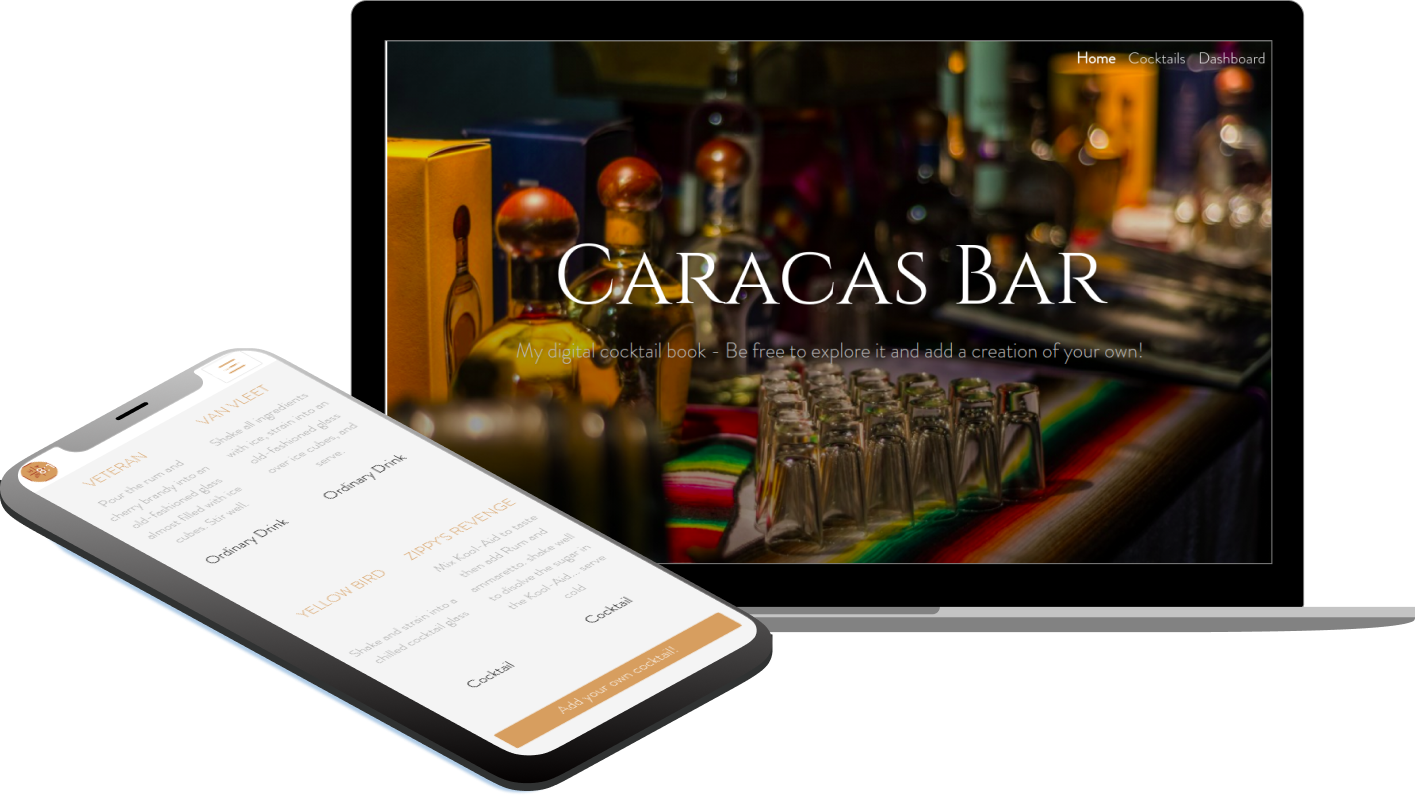 Home Cocktails Dashboard
CARACAS BAR
My digital cocktail book - Be free to explore it and add a creation of your own!
VETERAN
Pour the rum and
cherry brandy into an
old-fashioned glass
almost filled with ice
cubes. Stir well.
Ordinary Drink
VAN VLEET
Shake all ingredients
with ice, strain into an
old-fashioned glass
over ice cubes, and
serve.
Ordinary Drink
YELLOW BIRD
Shake and strain into a
chilled cocktail glass
Cocktail
ZIPPY'S REVENGE
Mix Kool-Aid to taste
then add Rum and
ammaretto. shake well
to disolve the sugar in
the Kool-Aid... serve
cold
Cocktail
Add your own cocktail!